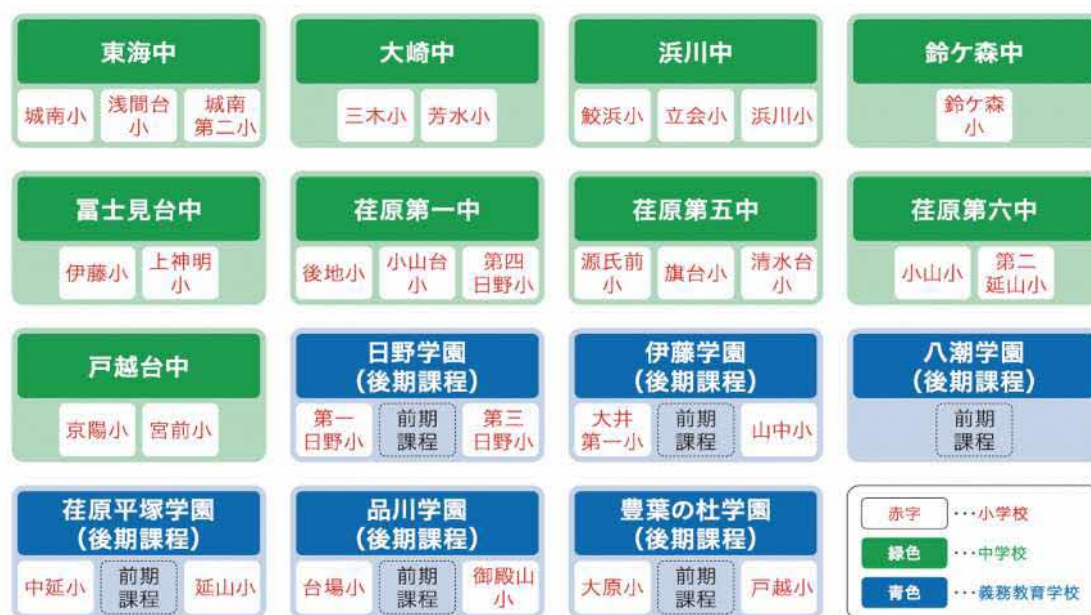 東海中
城南小
浅間台
小
城南
第二小
大崎中
三木小
芳水小
浜川中
鮫浜小
立会小
浜川小
鈴ケ森中
鈴ケ森
小
冨士見台中
伊藤小
上神明
小
荏原第一中
後地小
小山台
小
第四
日野小
荏原第五中
源氏前
小
旗台小
清水台
小
荏原第六中
小山小
第二
延山小
戸越台中
京陽小
宮前小
日野学園
(後期課程)
第一
日野小
前期
課程
第三
日野小
伊藤学園
(後期課程)
大井
第一小
前期
課程
山中小
八潮学園
(後期課程)
前期
課程
荏原平塚学園
(後期課程)
中延小
前期
課程
延山小
品川学園
(後期課程)
台場小
前期
課程
御殿山
小
豊葉の杜学園
(後期課程)
大原小
前期
課程
戸越小
赤字 ･･･小学校
緑色 ･･･中学校
青色 ･･･義務教育学校